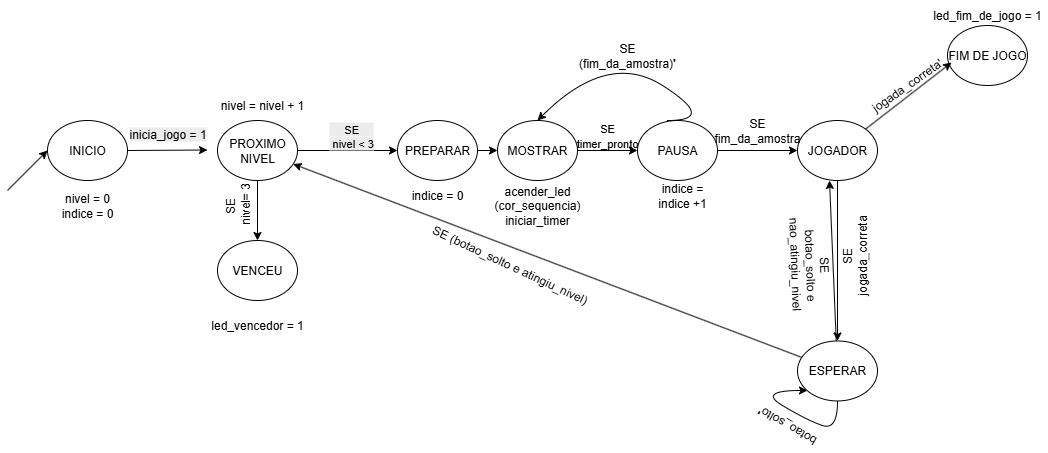 led_fim_de_jogo = 1
FIM DE JOGO
jogada_correta'
SE
(fim_da_amostra)'
nivel = nivel + 1
INICIO
inicia_jogo = 1
PROXIMO
NIVEL
SE
nivel < 3
PREPARAR
MOSTRAR
SE
timer_pronto
PAUSA
SE
fim_da_amostra
JOGADOR
nivel = 0
indice = 0
SE
nivel= 3
indice = 0
acender_led
(cor_sequencia)
iniciar_timer
indice =
indice +1
VENCEU
led_vencedor = 1
SE (botao_solto e atingiu_nivel)
SE
botao_solto e
nao_atingiu_nivel
SE
jogada_correta
ESPERAR
botao_solto'